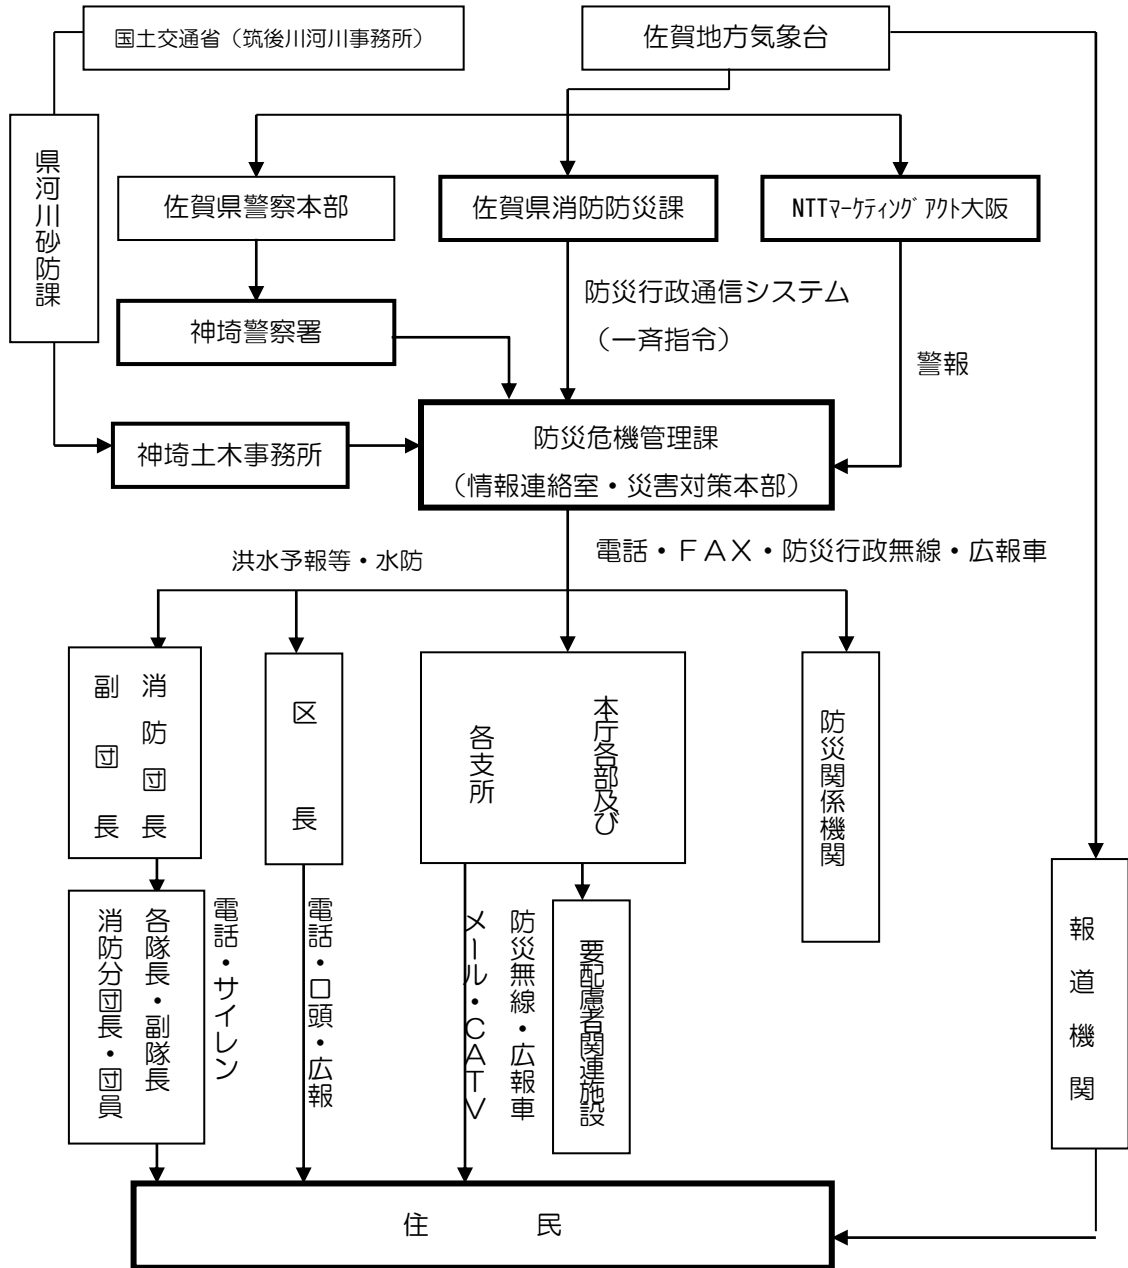 国土交通省（筑後川河川事務所）
佐賀地方気象台
県河川砂防課
佐賀県警察本部
佐賀県消防防災課
NTTﾏｰｹﾃｨﾝｸﾞ ｱｸﾄ大阪
神埼警察署
防災行政通信システム
（一斉指令）
警報
神埼土木事務所
防災危機管理課
（情報連絡室・災害対策本部）
洪水予報等・水防
電話・ＦＡＸ・防災行政無線・広報車
消防団長
副団長
区長
本庁各部及び
各支所
防災関係機関
各隊長・副隊長
消防分団長・団員
電話・サイレン
電話・口頭・広報
防災無線・広報車
メール・ＣＡＴＶ
要配慮者関連施設
報道機関
住民